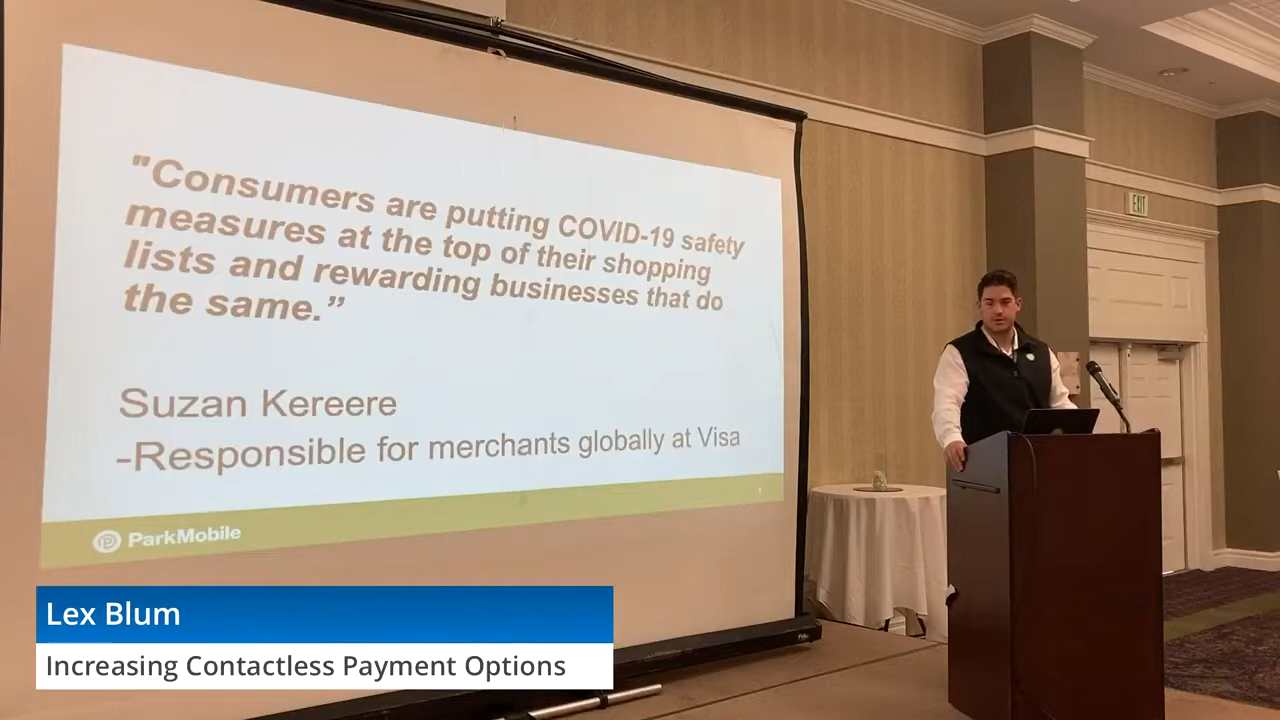 "Consumers are putting COVID-19 safety
measures at the top of their shopping
lists and rewarding businesses that do
the same.”
Suzan Kereere
-Responsible for merchants globally at Visa
ParkMobile
EXIT
Lex Blum
Increasing Contactless Payment Options